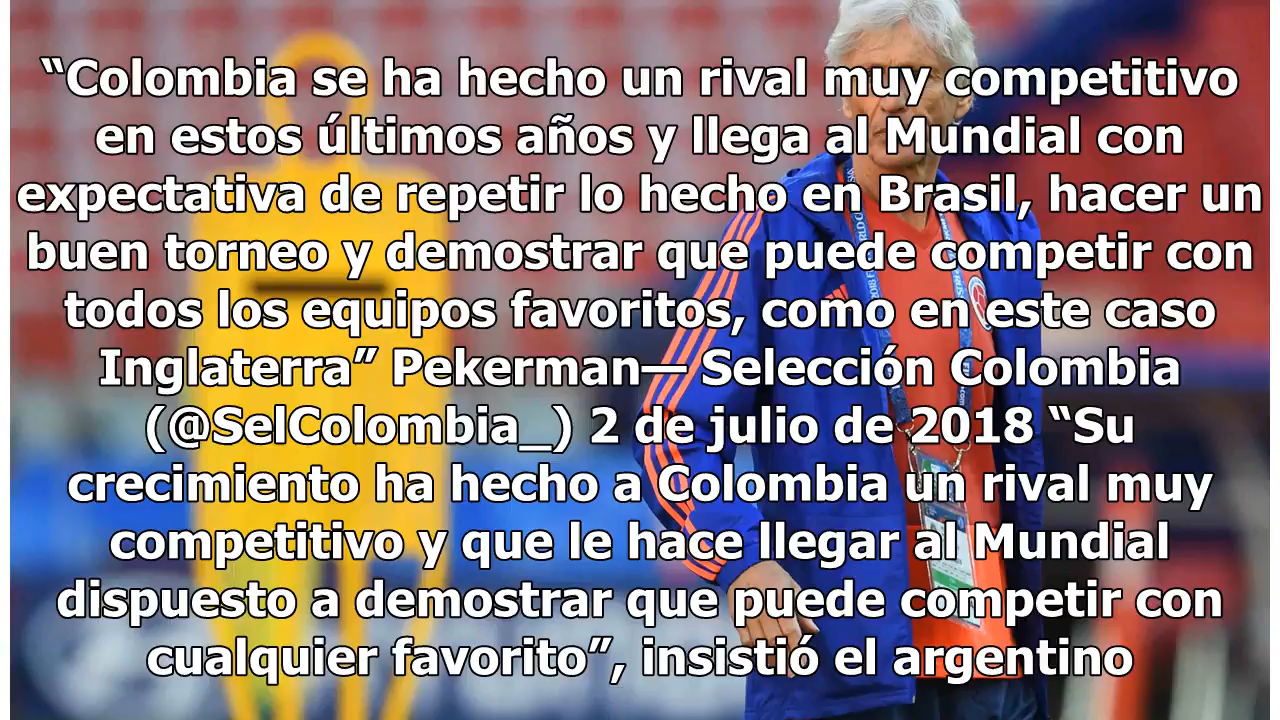 “Colombia se ha hecho un rival muy competitivo
en estos últimos años y llega al Mundial con
expectativa de repetir lo hecho en Brasil, hacer un
buen torneo y demostrar que puede competir con
todos los equipos favoritos, como en este caso
Inglaterra” Pekerman— Selección Colombia
(@SelColombia_) 2 de julio de 2018 “Su
crecimiento ha hecho a Colombia un rival muy
competitivo y que le hace llegar al Mundial
dispuesto a demostrar que puede competir con
cualquier favorito”, insistió el argentino